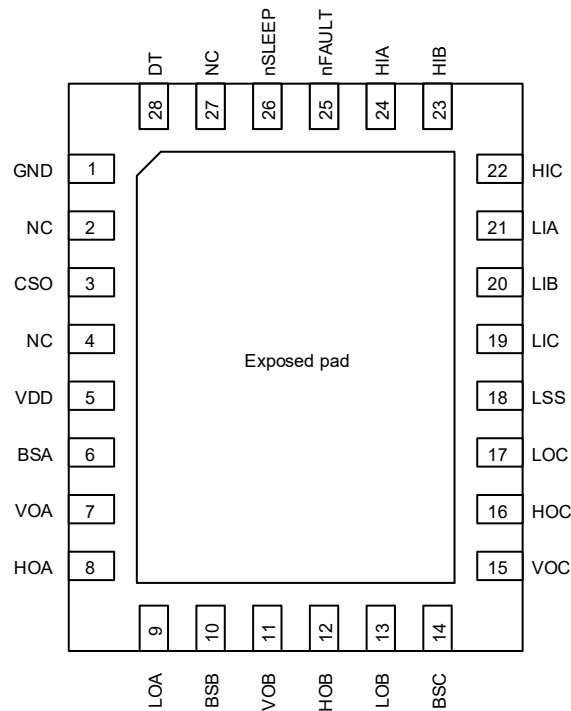 DT
NC
nSLEEP
nFAULT
HIA
HIB
28
27
26
25
24
23
GND 1
22 HIC
NC 2
21 LIA
CSO 3
20 LIB
NC 4
19 LIC
Exposed pad
VDD 5
18 LSS
BSA 6
17 LOC
VOA 7
16 HOC
HOA 8
15 VOC
9
10
11
12
13
14
LOA
BSB
VOB
HOB
LOB
BSC